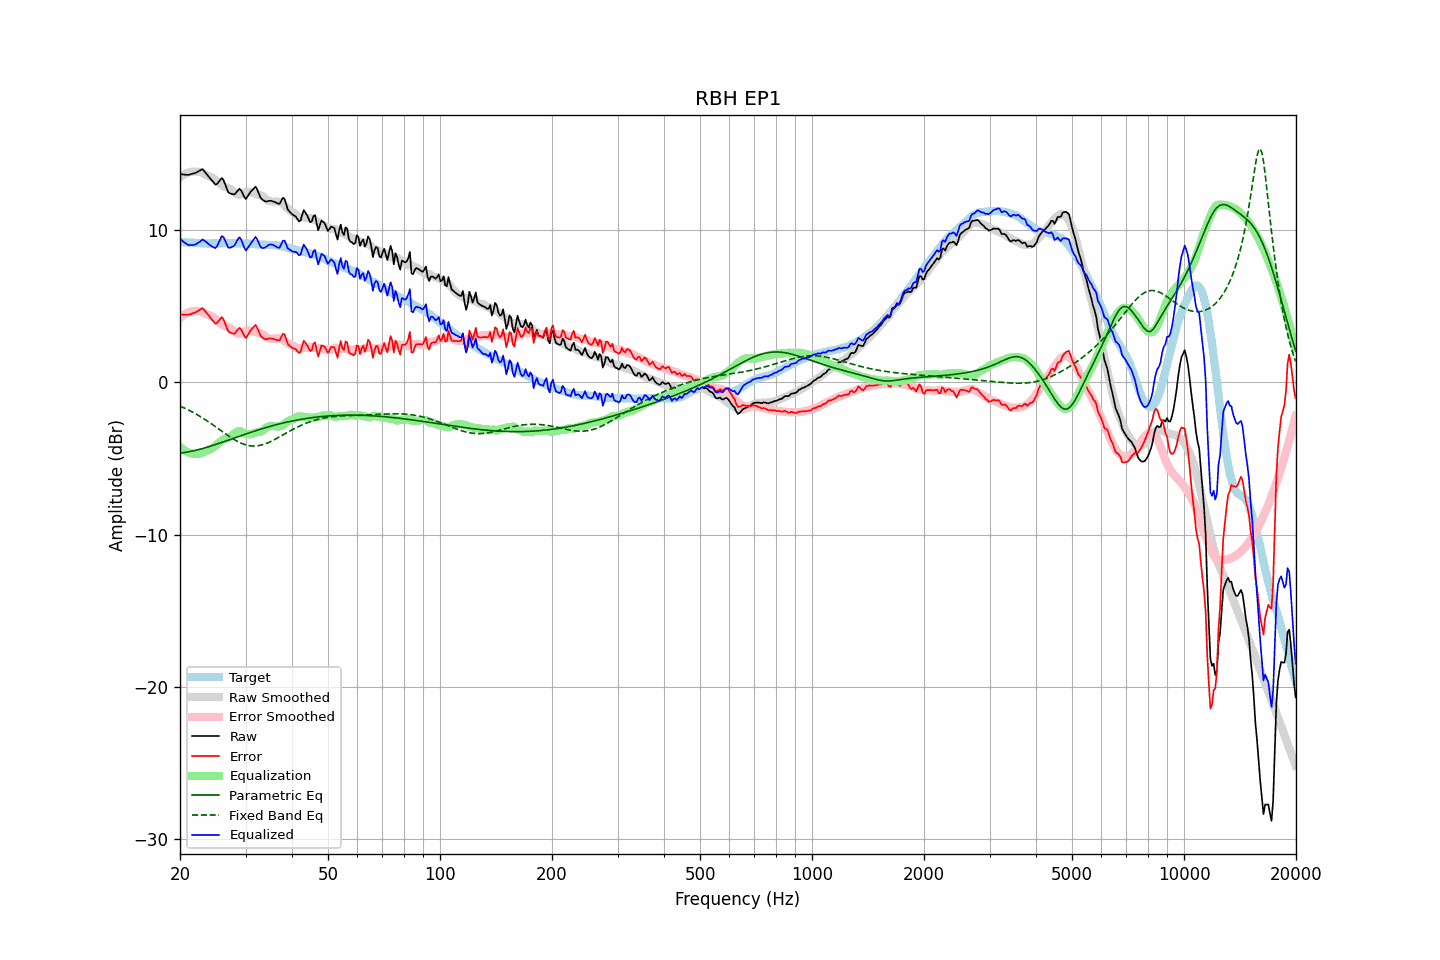 RBH EP1
Amplitude (dBr)
10
0
−10
−20
−30
Target
Raw Smoothed
Error Smoothed
Raw
Error
Equalization
Parametric Eq
Fixed Band Eq
Equalized
20 50 100 200 500 1000 2000 5000 10000 20000
Frequency (Hz)